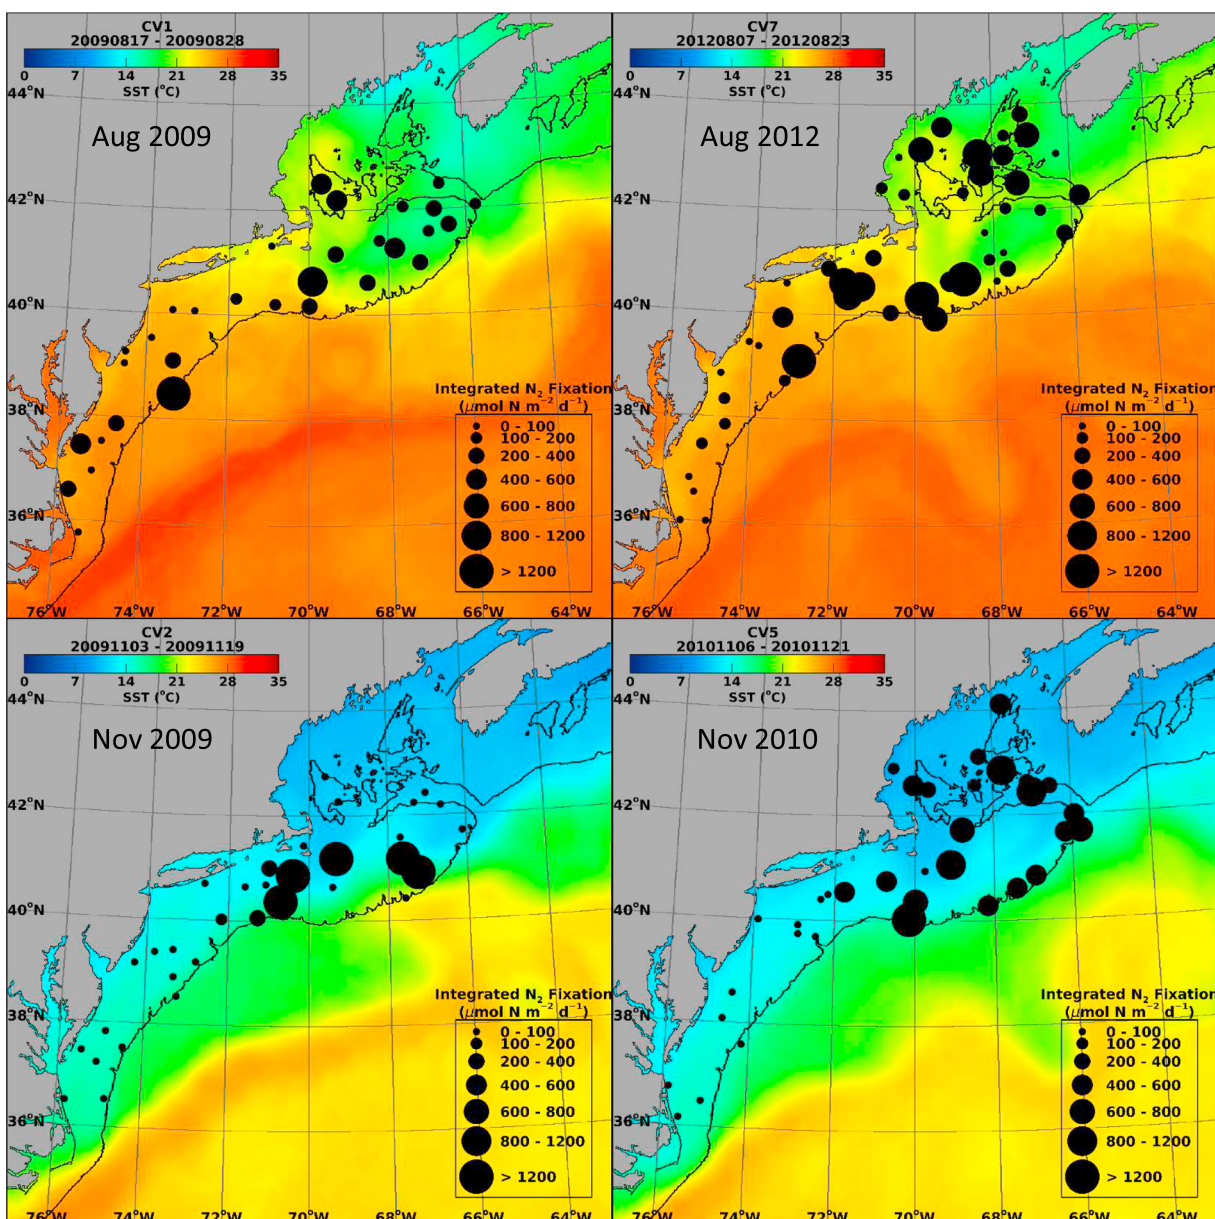 CV1
20090817 - 20090828
0 7 14 21 28 35
SST (°C)
44°N
Aug 2009
42°N
40°N
38°N
36°N
Integrated N₂ Fixation
(μmol N m⁻² d⁻¹)
0 - 100
100 - 200
200 - 400
400 - 600
600 - 800
800 - 1200
> 1200
76°W 74°W 72°W 70°W 68°W 66°W 64°W
CV7
20120807 - 20120823
0 7 14 21 28 35
SST (°C)
44°N
Aug 2012
42°N
40°N
38°N
36°N
Integrated N₂ Fixation
(μmol N m⁻² d⁻¹)
0 - 100
100 - 200
200 - 400
400 - 600
600 - 800
800 - 1200
> 1200
76°W 74°W 72°W 70°W 68°W 66°W 64°W
CV2
20091103 - 20091119
0 7 14 21 28 35
SST (°C)
44°N
Nov 2009
42°N
40°N
38°N
36°N
Integrated N₂ Fixation
(μmol N m⁻² d⁻¹)
0 - 100
100 - 200
200 - 400
400 - 600
600 - 800
800 - 1200
> 1200
76°W 74°W 72°W 70°W 68°W 66°W 64°W
CV5
20101106 - 20101121
0 7 14 21 28 35
SST (°C)
44°N
Nov 2010
42°N
40°N
38°N
36°N
Integrated N₂ Fixation
(μmol N m⁻² d⁻¹)
0 - 100
100 - 200
200 - 400
400 - 600
600 - 800
800 - 1200
> 1200
76°W 74°W 72°W 70°W 68°W 66°W 64°W